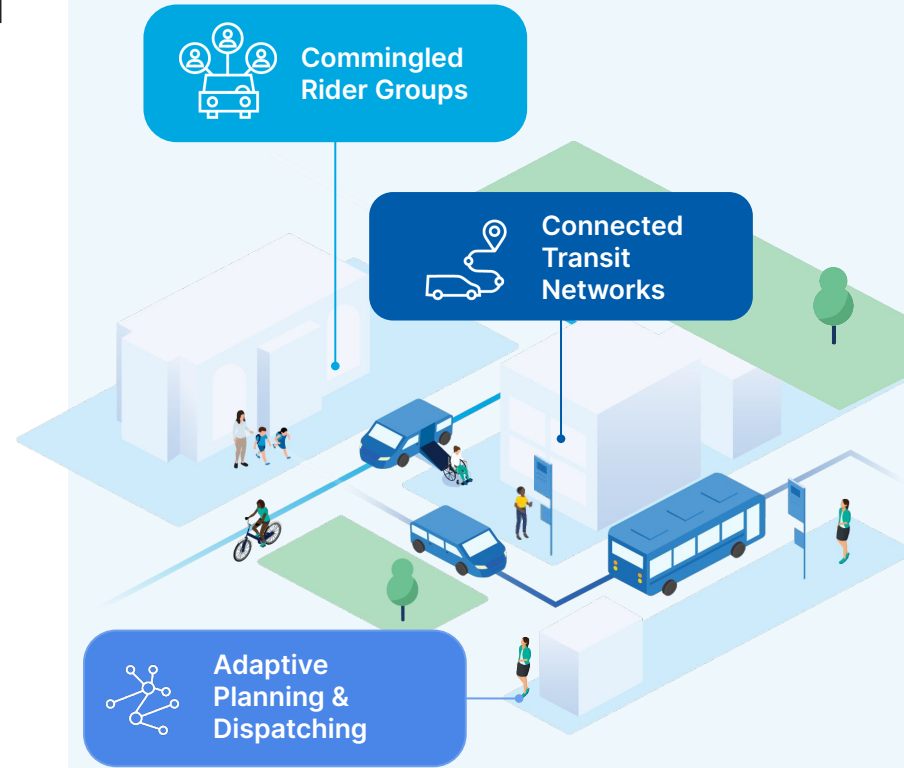 Commingled
Rider Groups
Connected
Transit
Networks
Adaptive
Planning &
Dispatching